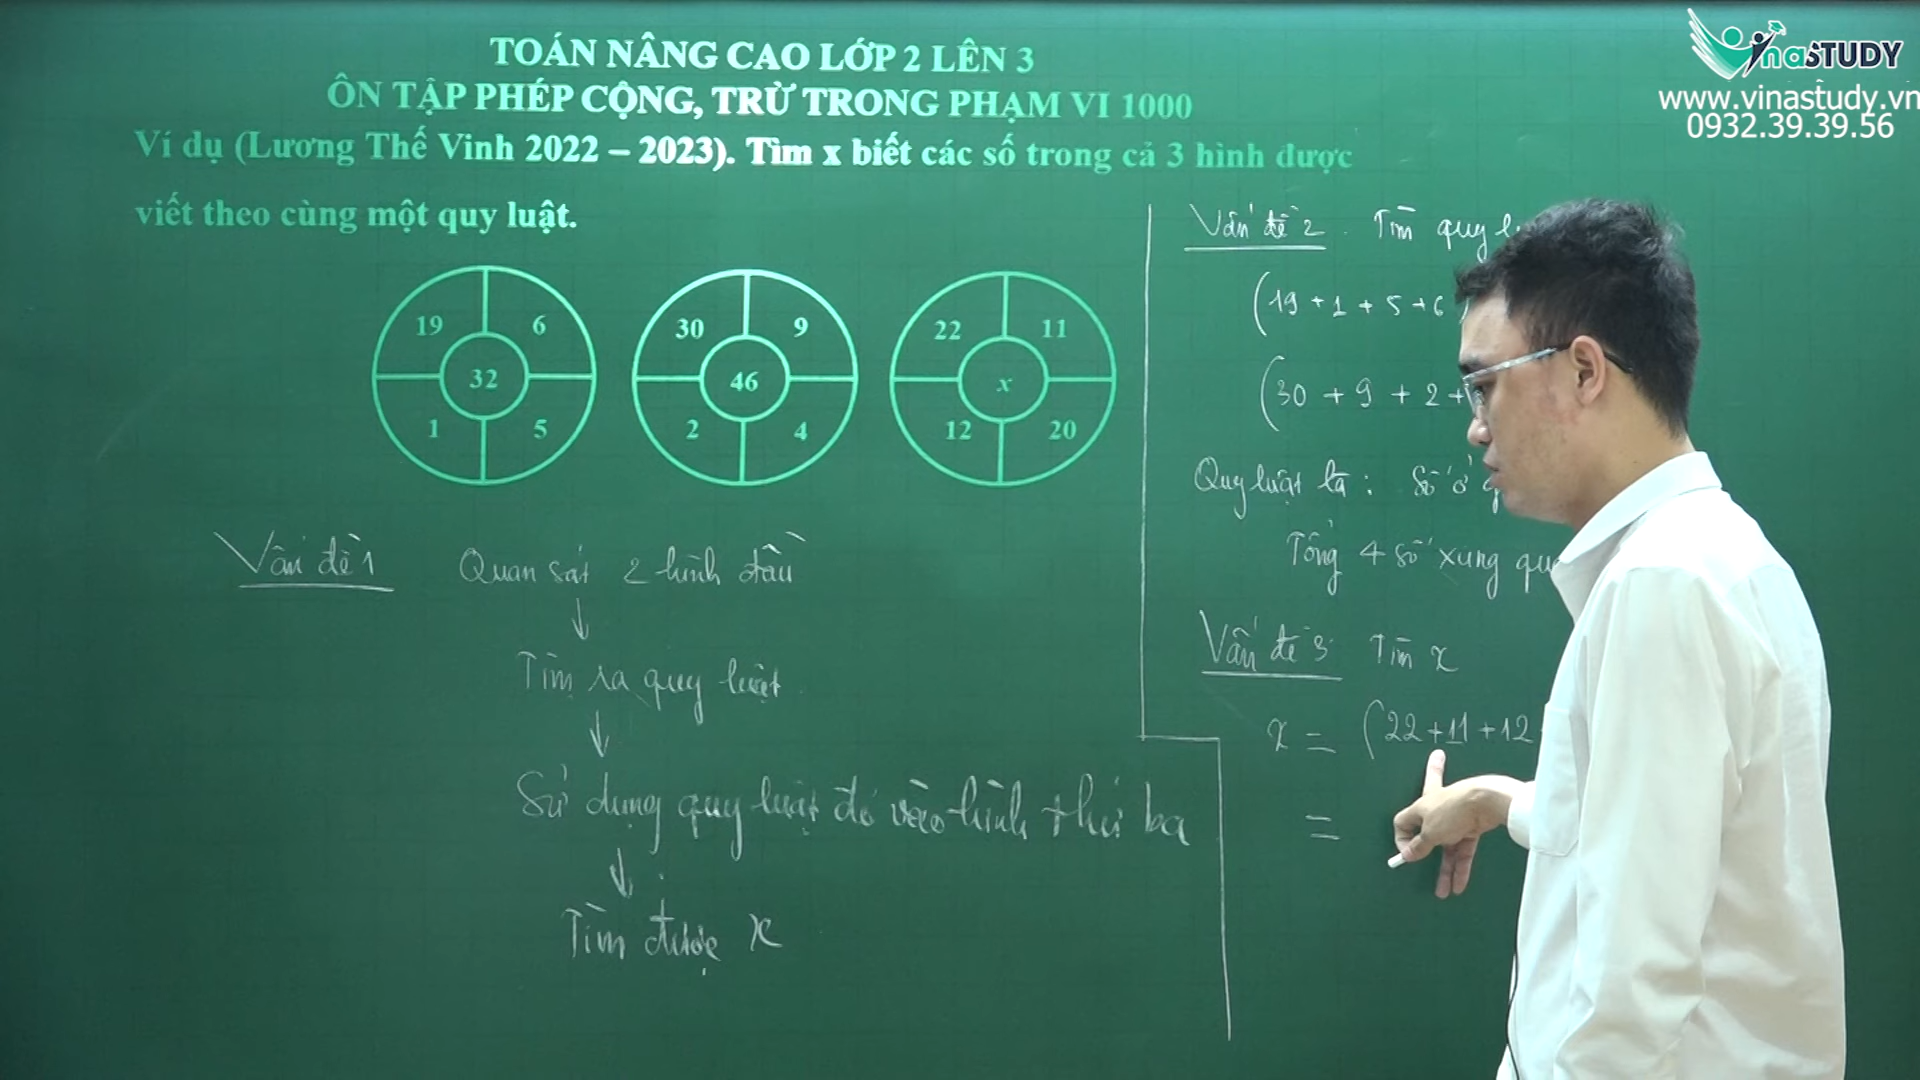 TOÁN NÂNG CAO LỚP 2 LÊN 3
ÔN TẬP PHÉP CỘNG, TRỪ TRONG PHẠM VI 1000
Ví dụ (Lương Thế Vinh 2022 – 2023). Tìm x biết các số trong cả 3 hình được
viết theo cùng một quy luật.
19 6
32
1 5
30 9
46
2 4
22 11
x
12 20
Vấn đề 1 Quan sát 2 hình đầu
↓
Tìm ra quy luật
↓
Sử dụng quy luật đó vào hình thứ ba
↓
Tìm được x
Vấn đề 2. Tìm quy
(19 + 1 + 5 + 6)
(30 + 9 + 2 +
Quy luật là: Số ở
Tổng 4 số xung
Vấn đề 3 Tìm x
x = (22 + 11 + 12
=
VinaSTUDY
www.vinastudy.vn
0932.39.39.56